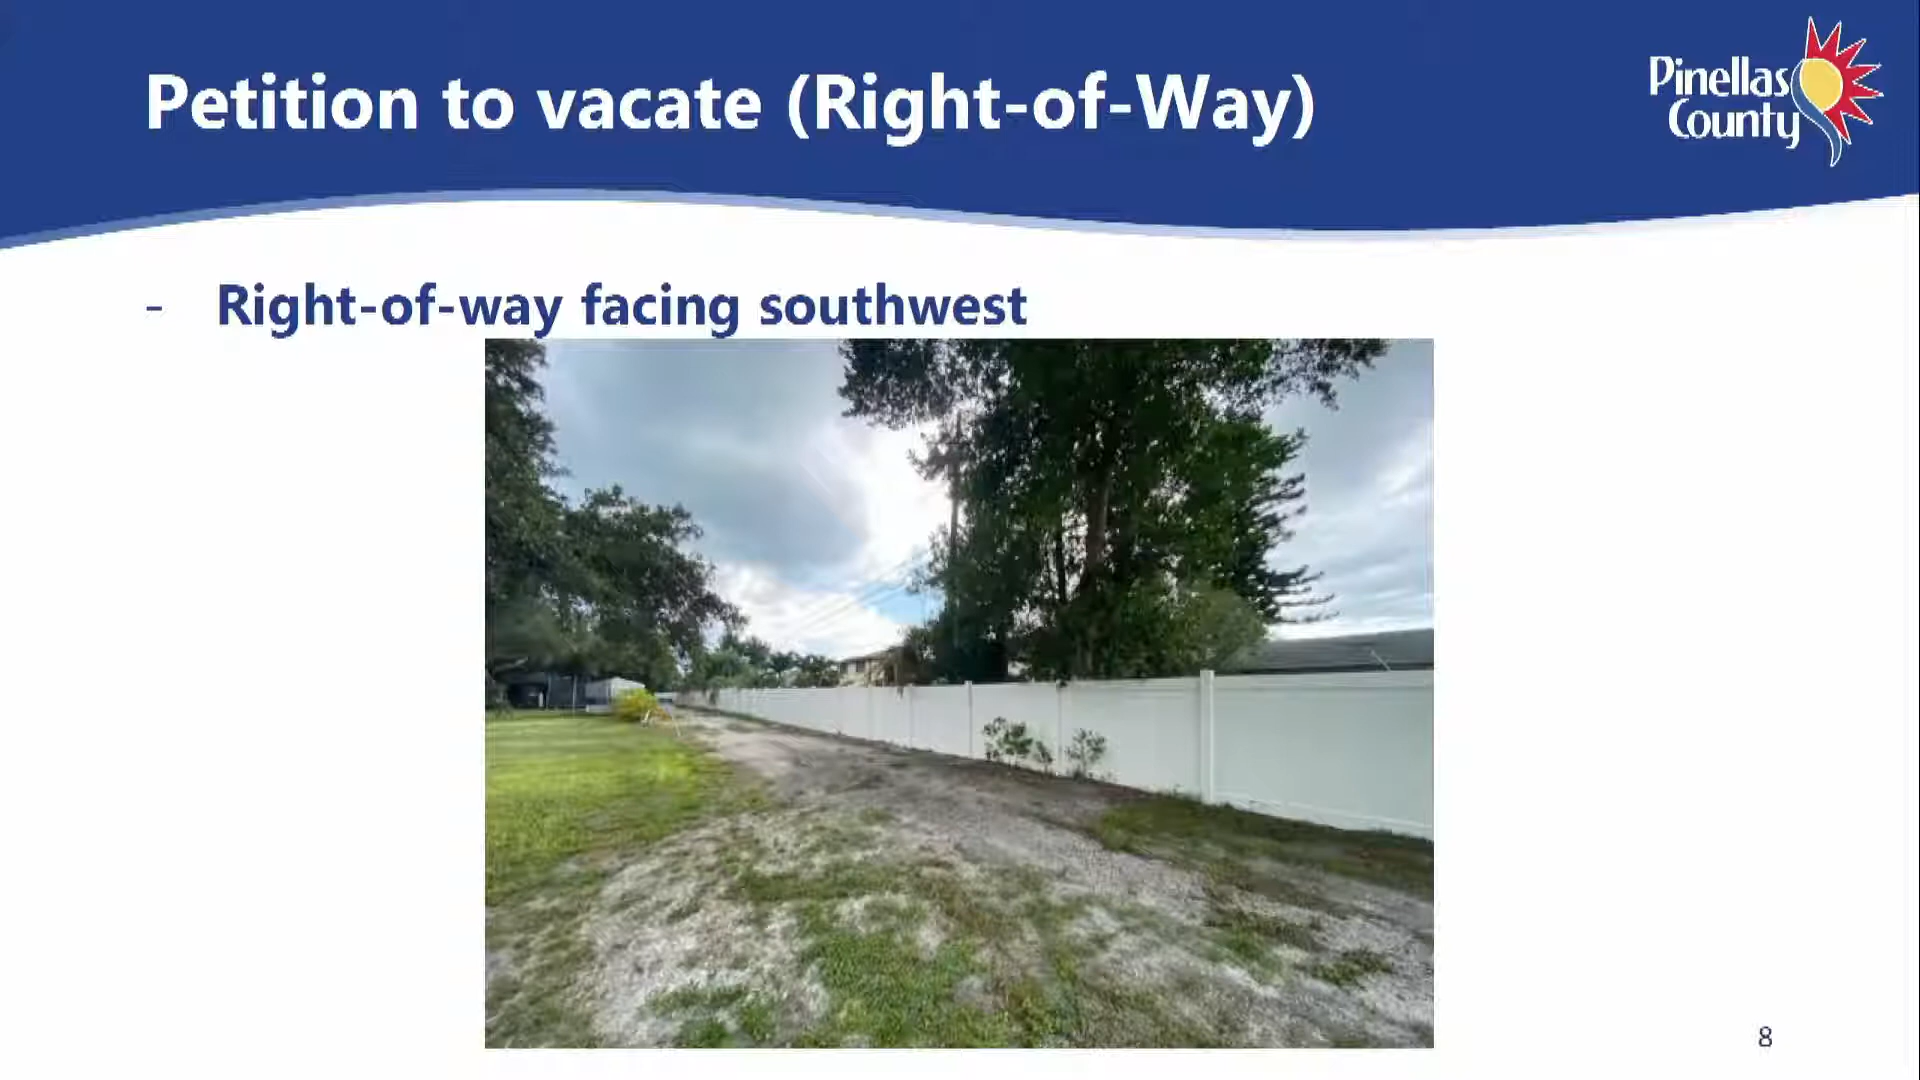 Petition to vacate (Right-of-Way)
Pinellas
County
- Right-of-way facing southwest
8